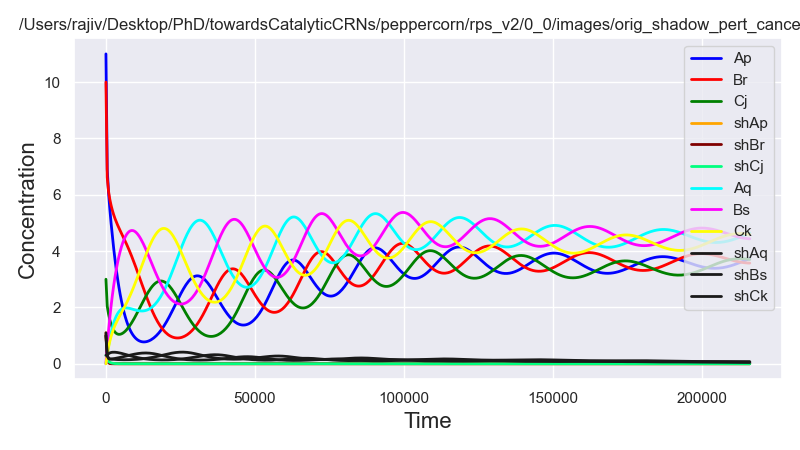 /Users/rajiv/Desktop/PhD/towardsCatalyticCRNs/peppercorn/rps_v2/0_0/images/orig_shadow_pert_cance
Concentration
10
8
6
4
2
0
Ap
Br
Cj
shAp
shBr
shCj
Aq
Bs
Ck
shAq
shBs
shCk
0
50000
100000
150000
200000
Time